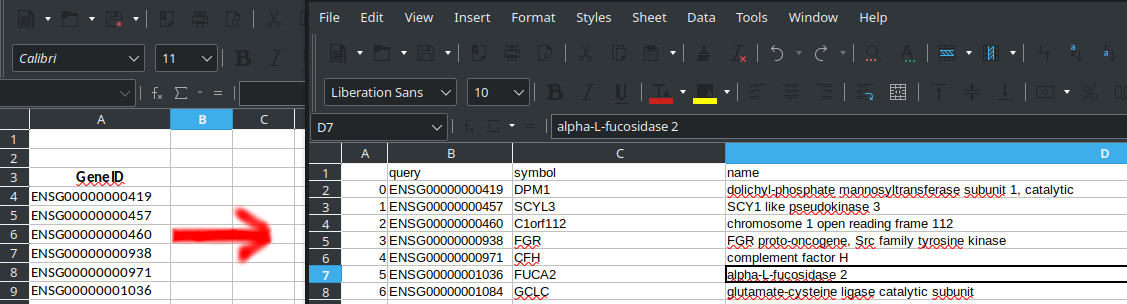 Calibri 11
A B C
1
2
3 GeneID
4 ENSG00000000419
5 ENSG00000000457
6 ENSG00000000460
7 ENSG00000000938
8 ENSG00000000971
9 ENSG00000001036
File Edit View Insert Format Styles Sheet Data Tools Window Help
Liberation Sans 10
D7 alpha-L-fucosidase 2
A B C D
1 query symbol name
2 0 ENSG00000000419 DPM1 dolichyl-phosphate mannosyltransferase subunit 1, catalytic
3 1 ENSG00000000457 SCYL3 SCY1 like pseudokinase 3
4 2 ENSG00000000460 C1orf112 chromosome 1 open reading frame 112
5 3 ENSG00000000938 FGR FGR proto-oncogene, Src family tyrosine kinase
6 4 ENSG00000000971 CFH complement factor H
7 5 ENSG00000001036 FUCA2 alpha-L-fucosidase 2
8 6 ENSG00000001084 GCLC glutamate-cysteine ligase catalytic subunit